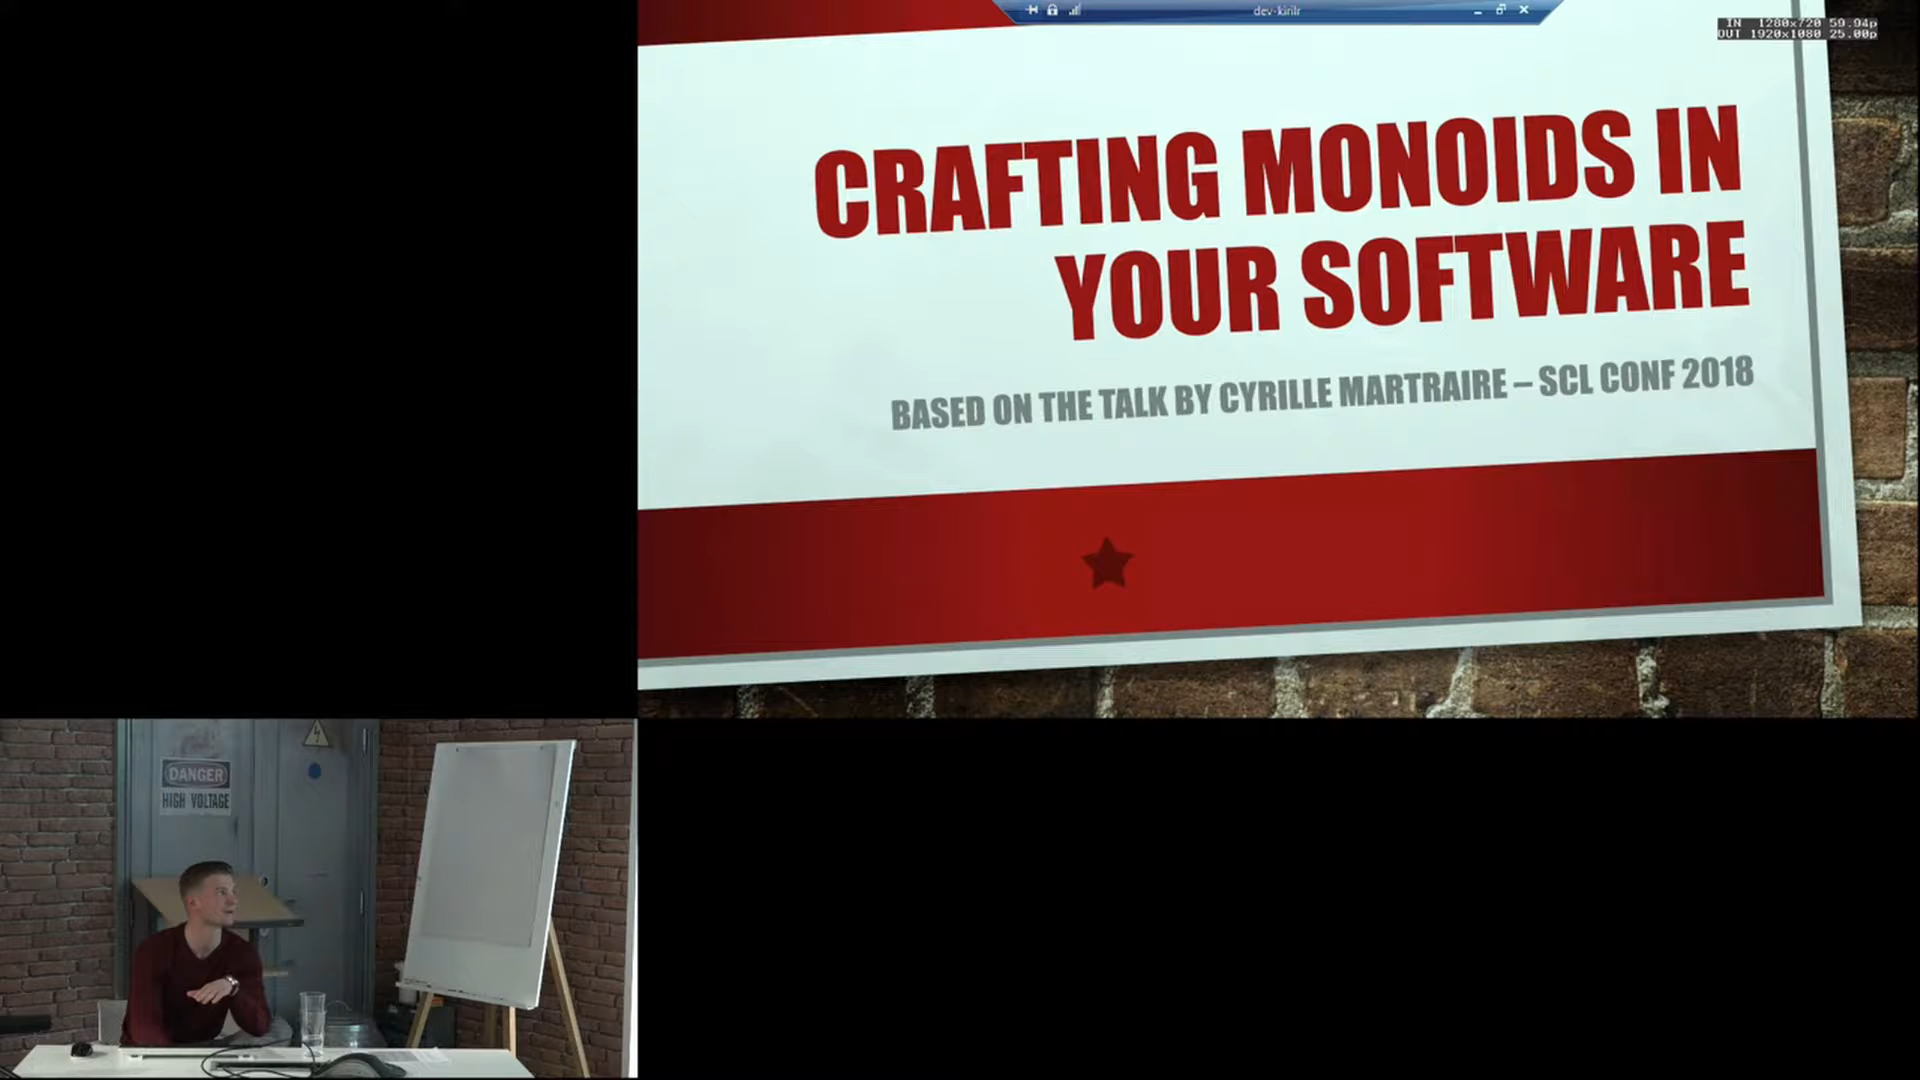 dev-kirilr
IN 1280x720 59.94p
OUT 1920x1080 25.00p
CRAFTING MONOIDS IN
YOUR SOFTWARE
BASED ON THE TALK BY CYRILLE MARTRAIRE – SCL CONF 2018
DANGER
HIGH VOLTAGE